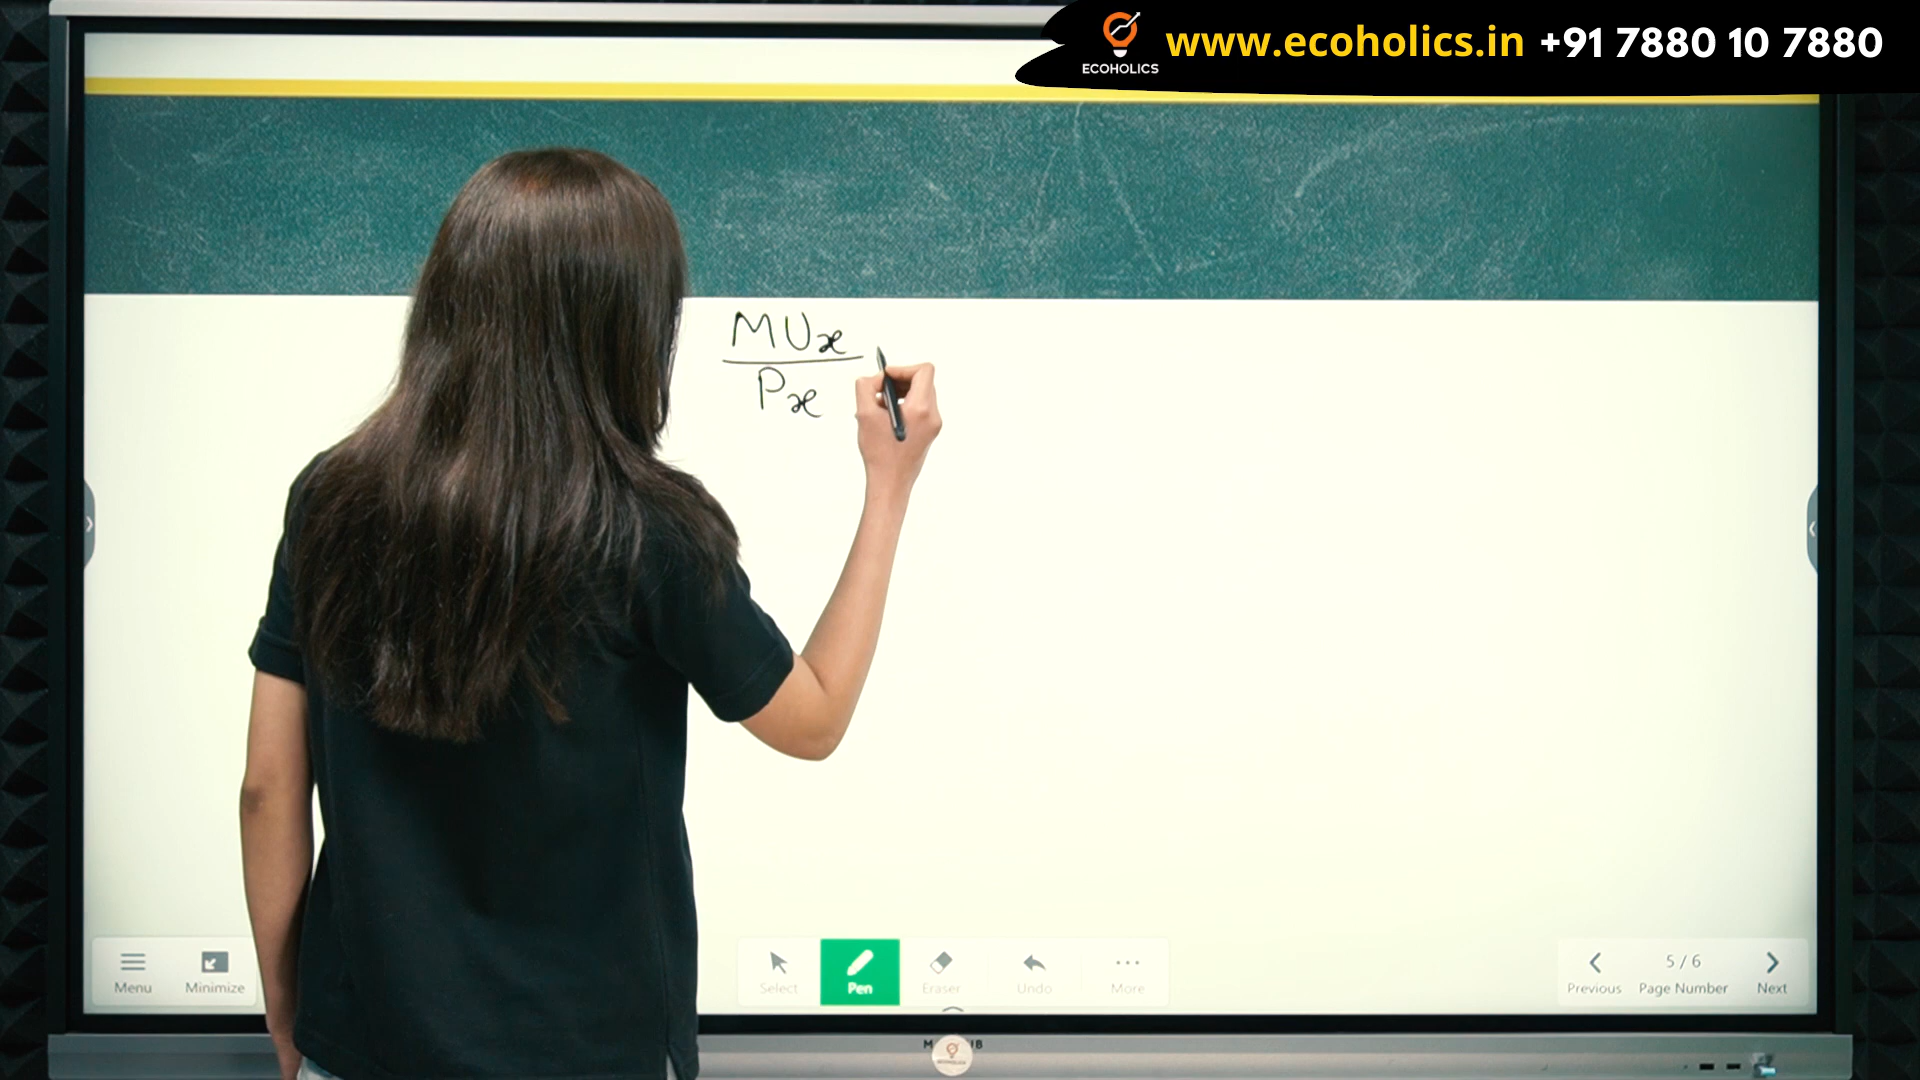 www.ecoholics.in +91 7880 10 7880
ECOHOLICS
MUx
Px
Menu
Minimize
Select
Pen
Eraser
Undo
More
5 / 6
Previous
Page Number
Next